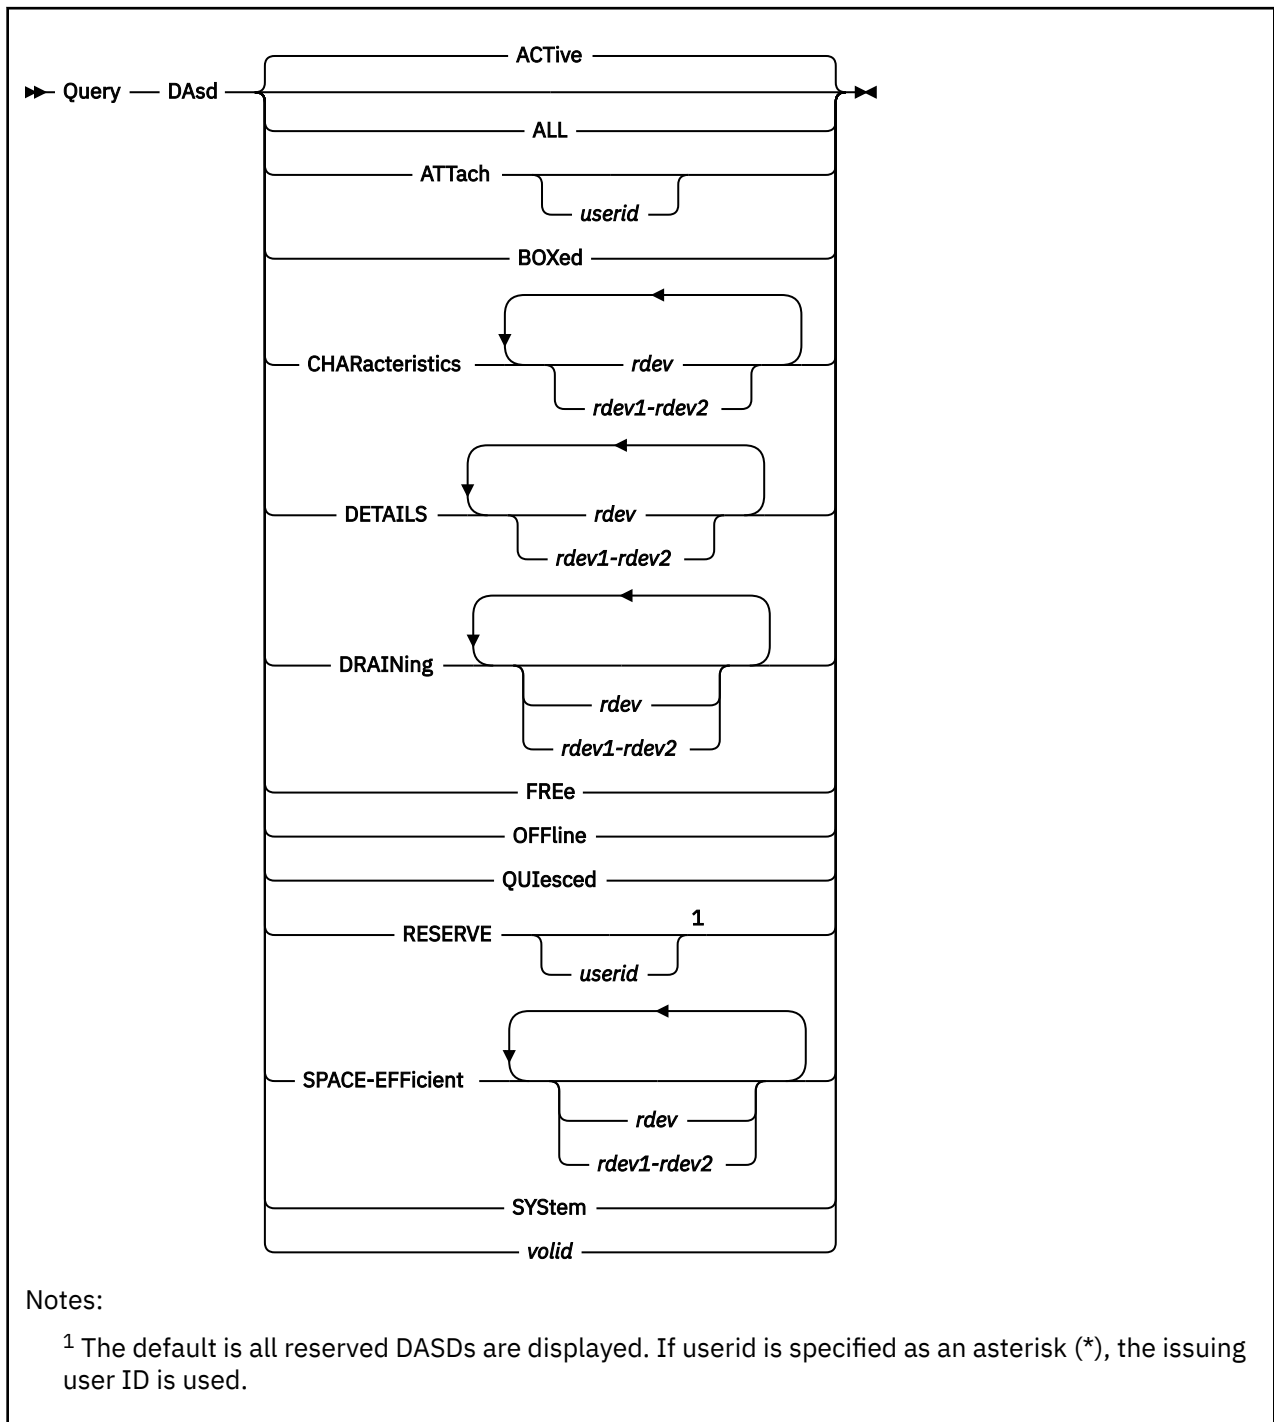 ACTive
Query DAsd
ALL
ATTach
userid
BOXed
CHARacteristics rdev
rdev1-rdev2
DETAILS rdev
rdev1-rdev2
DRAINing
rdev
rdev1-rdev2
FREe
OFFline
QUIesced
RESERVE 1
userid
SPACE-EFFicient
rdev
rdev1-rdev2
SYStem
volid
Notes:
1 The default is all reserved DASDs are displayed. If userid is specified as an asterisk (*), the issuing
user ID is used.